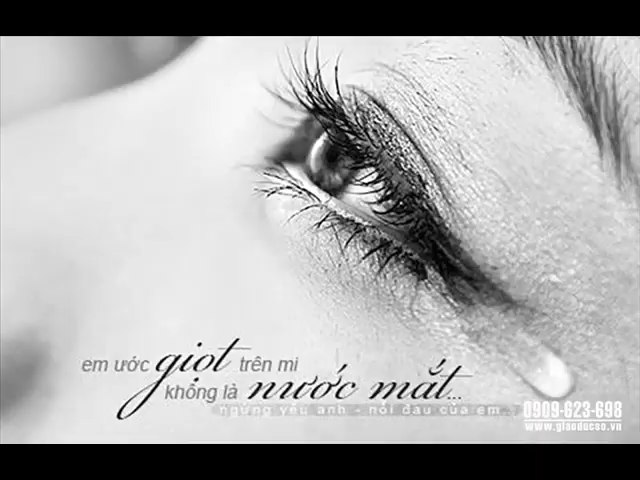 em ước giọt trên mi
không là nước mắt...
ngừng yêu anh - nỗi đau của em
0909-623-698
www.giaoducso.vn